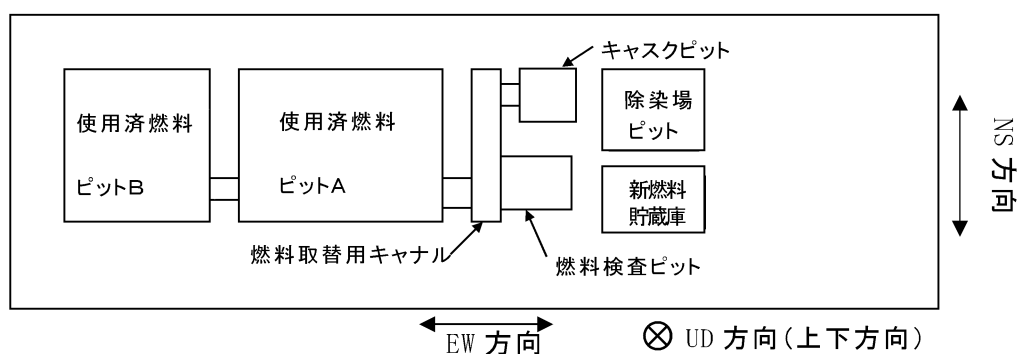 キャスクピット
使用済燃料
ピットB
使用済燃料
ピットA
除染場
ピット
新燃料
貯蔵庫
燃料取替用キャナル
燃料検査ピット
NS 方向
EW 方向
UD 方向(上下方向)